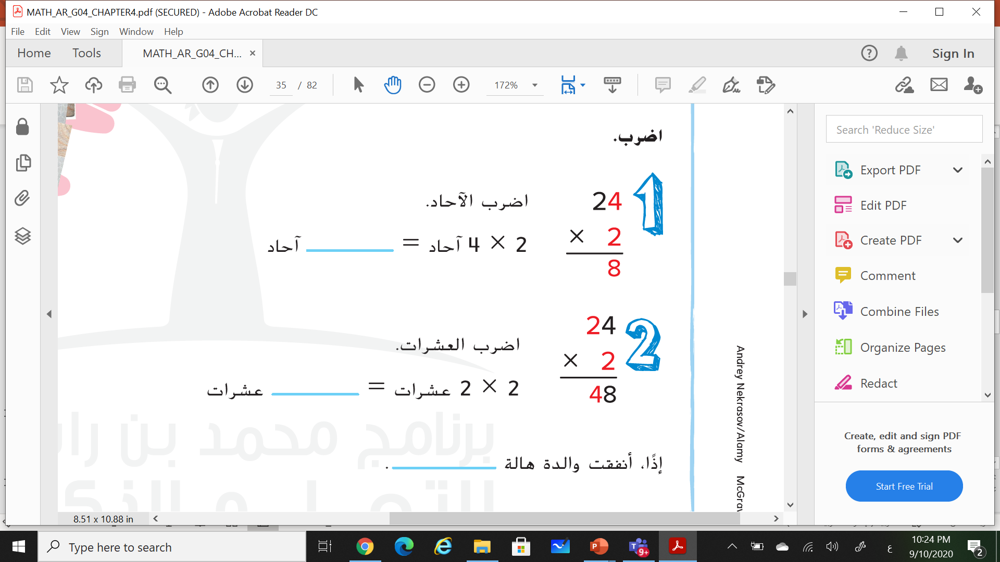 MATH_AR_G04_CHAPTER4.pdf (SECURED) - Adobe Acrobat Reader DC
File Edit View Sign Window Help
Home Tools MATH_AR_G04_CH... × Sign In
35 / 82 172%
اضرب.
1
24
× 2
8
اضرب الآحاد.
2 × 4 آحاد = ______ آحاد
2
24
× 2
48
اضرب العشرات.
2 × 2 عشرات = ______ عشرات
إذًا، أنفقت والدة هالة ______ .
برنامج محمد بن راش
Andrey Nekrasov/Alamy McGraw
8.51 x 10.88 in
Search 'Reduce Size'
Export PDF
Edit PDF
Create PDF
Comment
Combine Files
Organize Pages
Redact
Create, edit and sign PDF
forms & agreements
Start Free Trial
Type here to search
9+
ع
10:24 PM
9/10/2020
2